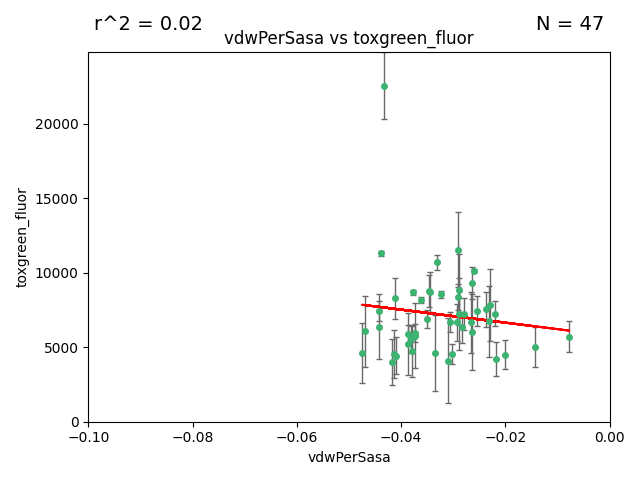 r^2 = 0.02
N = 47
vdwPerSasa vs toxgreen_fluor
toxgreen_fluor
20000
15000
10000
5000
0
−0.10
−0.08
−0.06
−0.04
−0.02
0.00
vdwPerSasa